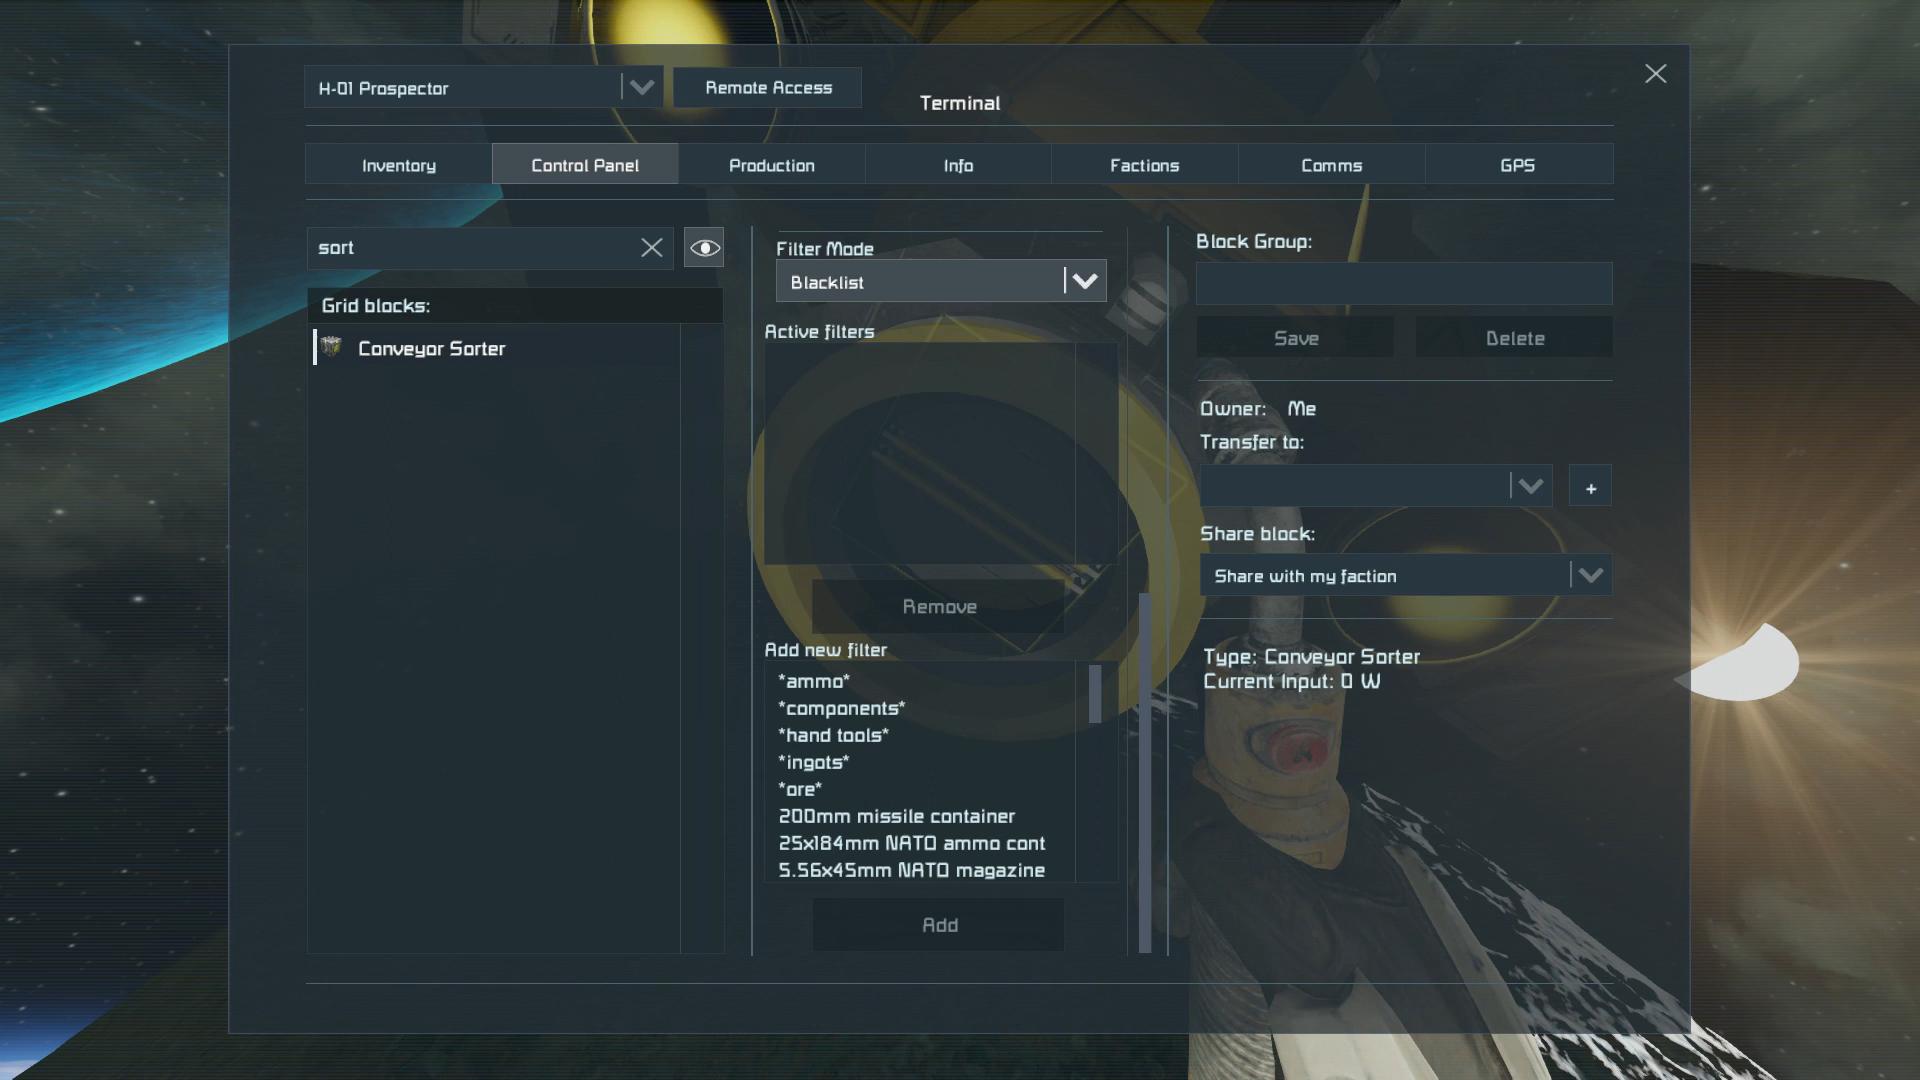 H-01 Prospector
Remote Access
Terminal
Inventory
Control Panel
Production
Info
Factions
Comms
GPS
sort
Grid blocks:
Conveyor Sorter
Filter Mode
Blacklist
Active filters
Remove
Add new filter
*ammo*
*components*
*hand tools*
*ingots*
*ore*
200mm missile container
25x184mm NATO ammo cont
5.56x45mm NATO magazine
Add
Block Group:
Save
Delete
Owner: Me
Transfer to:
+
Share block:
Share with my faction
Type: Conveyor Sorter
Current Input: 0 W